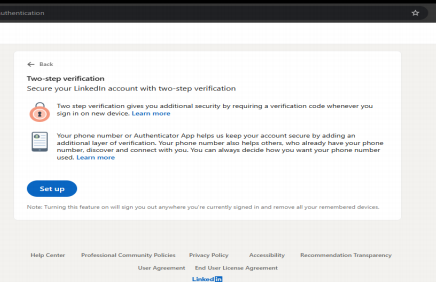 uthentication
Back
Two-step verification
Secure your LinkedIn account with two-step verification
Two step verification gives you additional security by requiring a verification code whenever you
sign in on new device. Learn more
Your phone number or Authenticator App helps us keep your account secure by adding an
additional layer of verification. Your phone number also helps others, who already have your phone
number, discover and connect with you. You can always decide how you want your phone number
used. Learn more
Set up
Note: Turning this feature on will sign you out anywhere you're currently signed in and remove all your remembered devices.
Help Center Professional Community Policies Privacy Policy Accessibility Recommendation Transparency
User Agreement End User License Agreement
LinkedIn